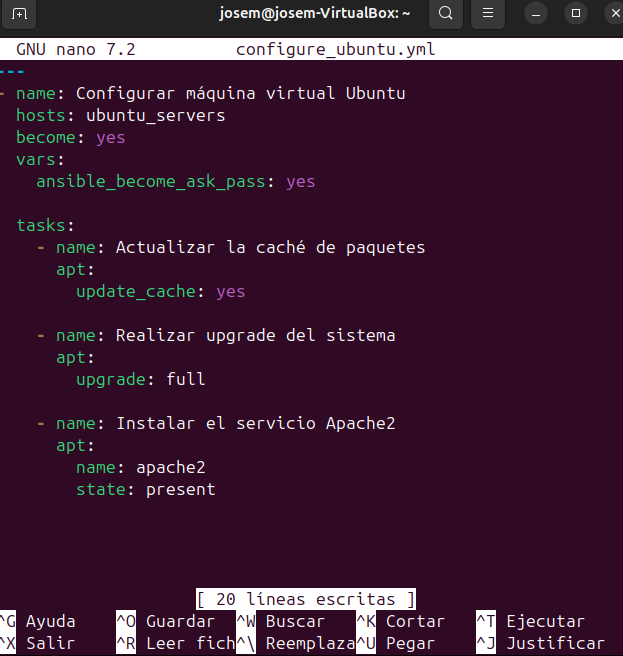 josem@josem-VirtualBox: ~
GNU nano 7.2 configure_ubuntu.yml
---
- name: Configurar máquina virtual Ubuntu
  hosts: ubuntu_servers
  become: yes
  vars:
    ansible_become_ask_pass: yes

  tasks:
    - name: Actualizar la caché de paquetes
      apt:
        update_cache: yes

    - name: Realizar upgrade del sistema
      apt:
        upgrade: full

    - name: Instalar el servicio Apache2
      apt:
        name: apache2
        state: present

[ 20 líneas escritas ]
^G Ayuda ^O Guardar ^W Buscar ^K Cortar ^T Ejecutar
^X Salir ^R Leer fich ^\ Reemplaza ^U Pegar ^J Justificar